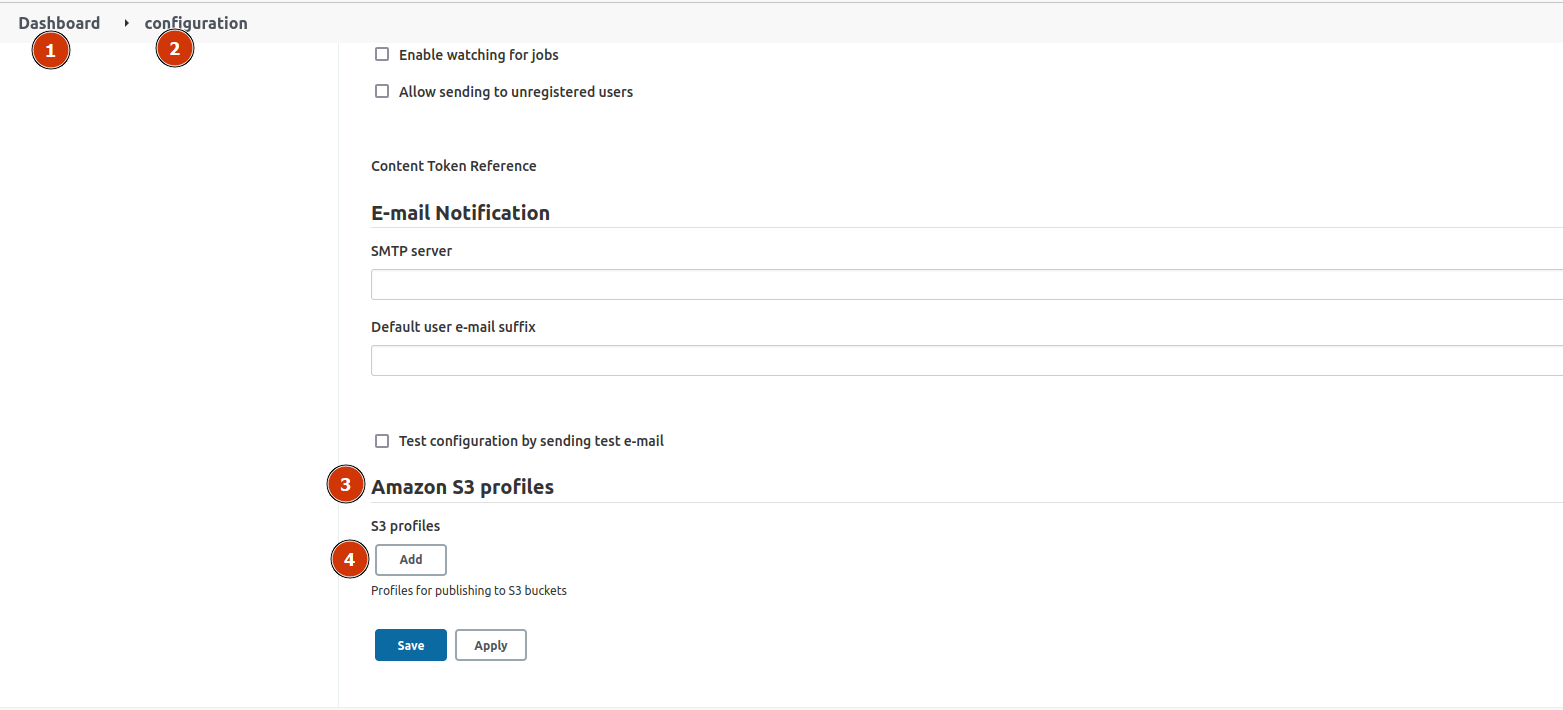 Dashboard configuration
1 2
Enable watching for jobs
Allow sending to unregistered users
Content Token Reference
E-mail Notification
SMTP server
Default user e-mail suffix
Test configuration by sending test e-mail
3 Amazon S3 profiles
S3 profiles
4 Add
Profiles for publishing to S3 buckets
Save Apply